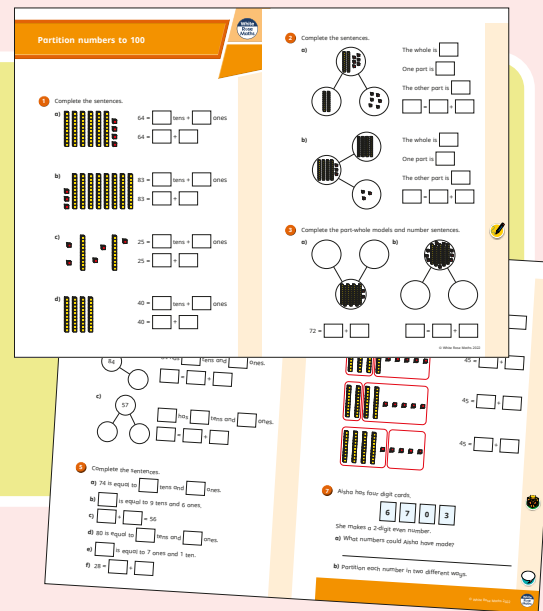 Partition numbers to 100
White
Rose
Maths
1 Complete the sentences.
a)
64 = tens + ones
64 = +
b)
83 = tens + ones
83 = +
c)
25 = tens + ones
25 = +
d)
40 = tens + ones
40 = +
2 Complete the sentences.
a)
The whole is
One part is
The other part is
= +
b)
The whole is
One part is
The other part is
= +
3 Complete the part-whole models and number sentences.
a) b)
72 = +
= +
© White Rose Maths 2022
84
tens and ones.
= +
c)
57
has tens and ones.
= +
5 Complete the sentences.
a) 74 is equal to tens and ones.
b) is equal to 9 tens and 6 ones.
c) + = 56
d) 80 is equal to tens and ones.
e) is equal to 7 ones and 1 ten.
f) 28 = +
45 = +
45 = +
45 = +
7 Aisha has four digit cards.
6 7 0 3
She makes a 2-digit even number.
a) What numbers could Aisha have made?
b) Partition each number in two different ways.